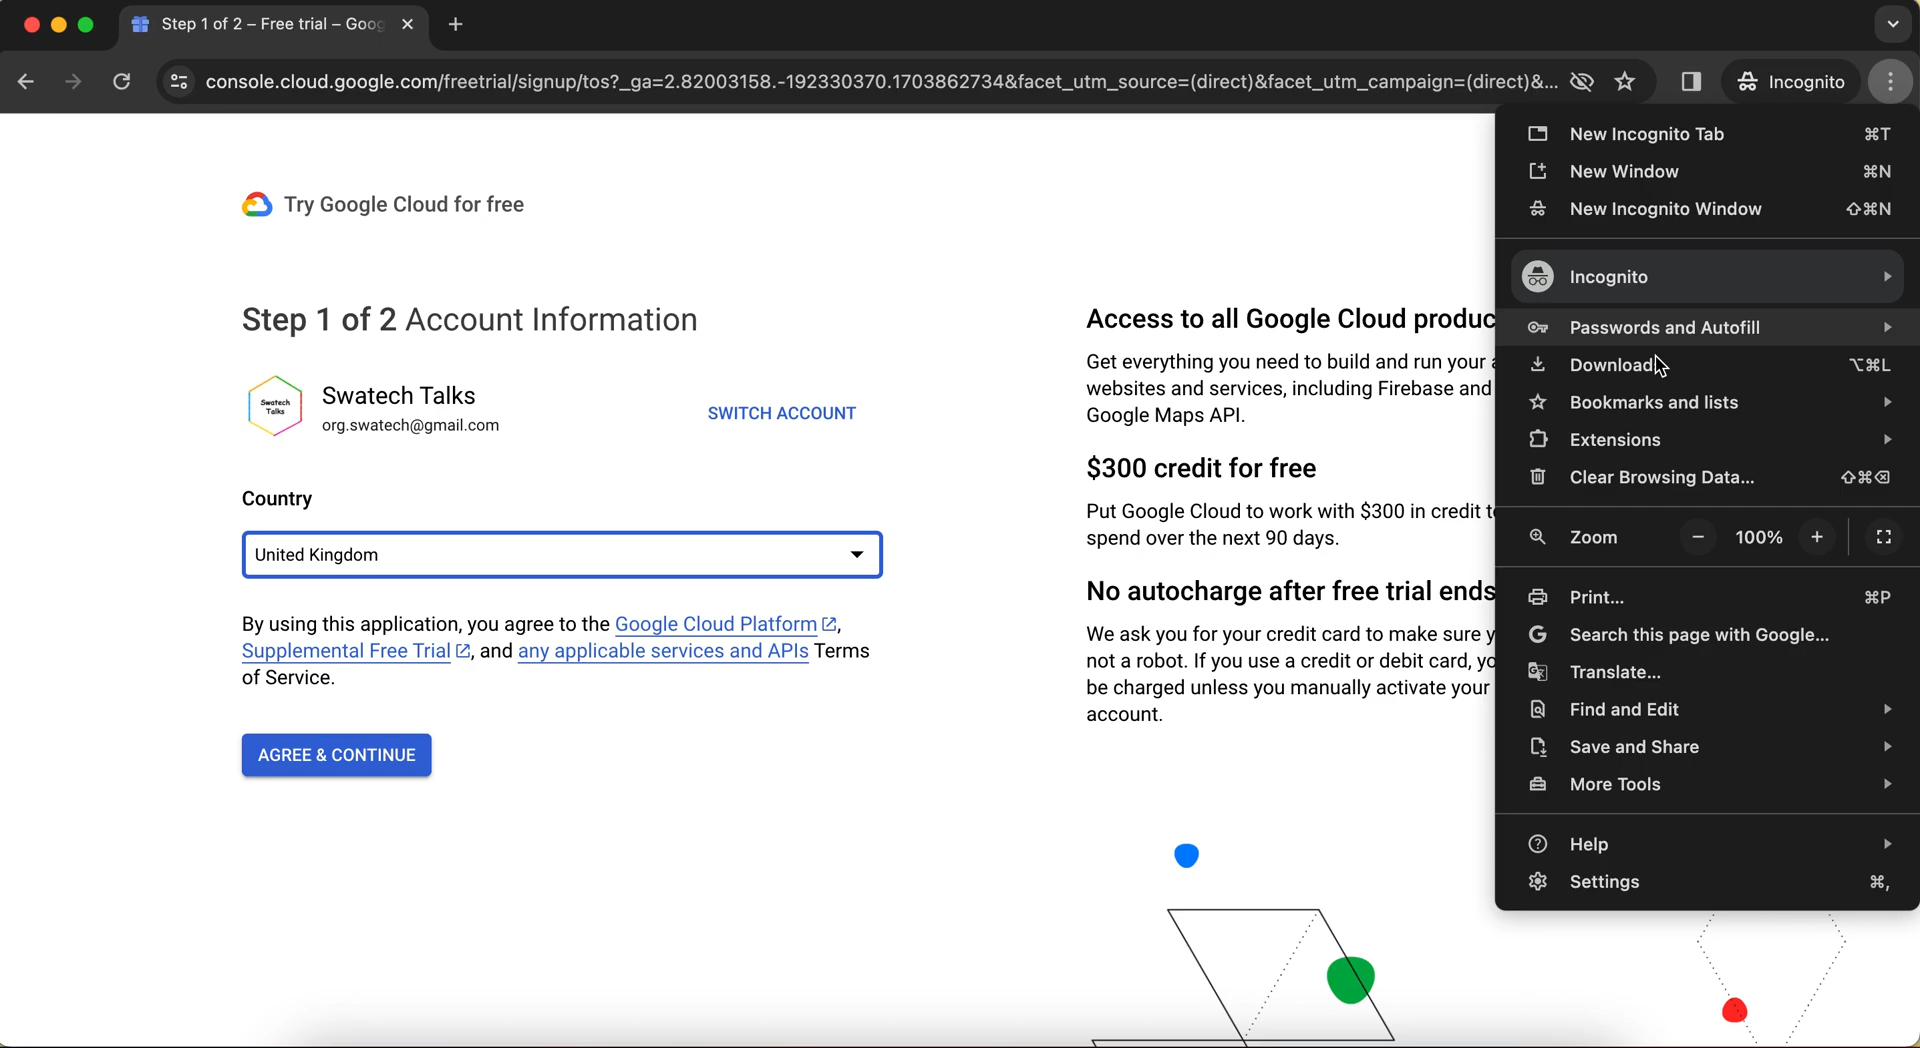 Step 1 of 2 – Free trial – Goog
console.cloud.google.com/freetrial/signup/tos?_ga=2.82003158.-192330370.1703862734&facet_utm_source=(direct)&facet_utm_campaign=(direct)&...
Incognito
Try Google Cloud for free
Step 1 of 2 Account Information
Swatech
Talks
Swatech Talks
org.swatech@gmail.com
SWITCH ACCOUNT
Country
United Kingdom
By using this application, you agree to the Google Cloud Platform,
Supplemental Free Trial, and any applicable services and APIs Terms
of Service.
AGREE & CONTINUE
Access to all Google Cloud produc
Get everything you need to build and run your a
websites and services, including Firebase and
Google Maps API.
$300 credit for free
Put Google Cloud to work with $300 in credit t
spend over the next 90 days.
No autocharge after free trial ends
We ask you for your credit card to make sure y
not a robot. If you use a credit or debit card, yo
be charged unless you manually activate your
account.
New Incognito Tab ⌘T
New Window ⌘N
New Incognito Window ⇧⌘N
Incognito
Passwords and Autofill
Download ⌥⌘L
Bookmarks and lists
Extensions
Clear Browsing Data... ⇧⌘⌫
Zoom − 100% +
Print... ⌘P
Search this page with Google...
Translate...
Find and Edit
Save and Share
More Tools
Help
Settings ⌘,